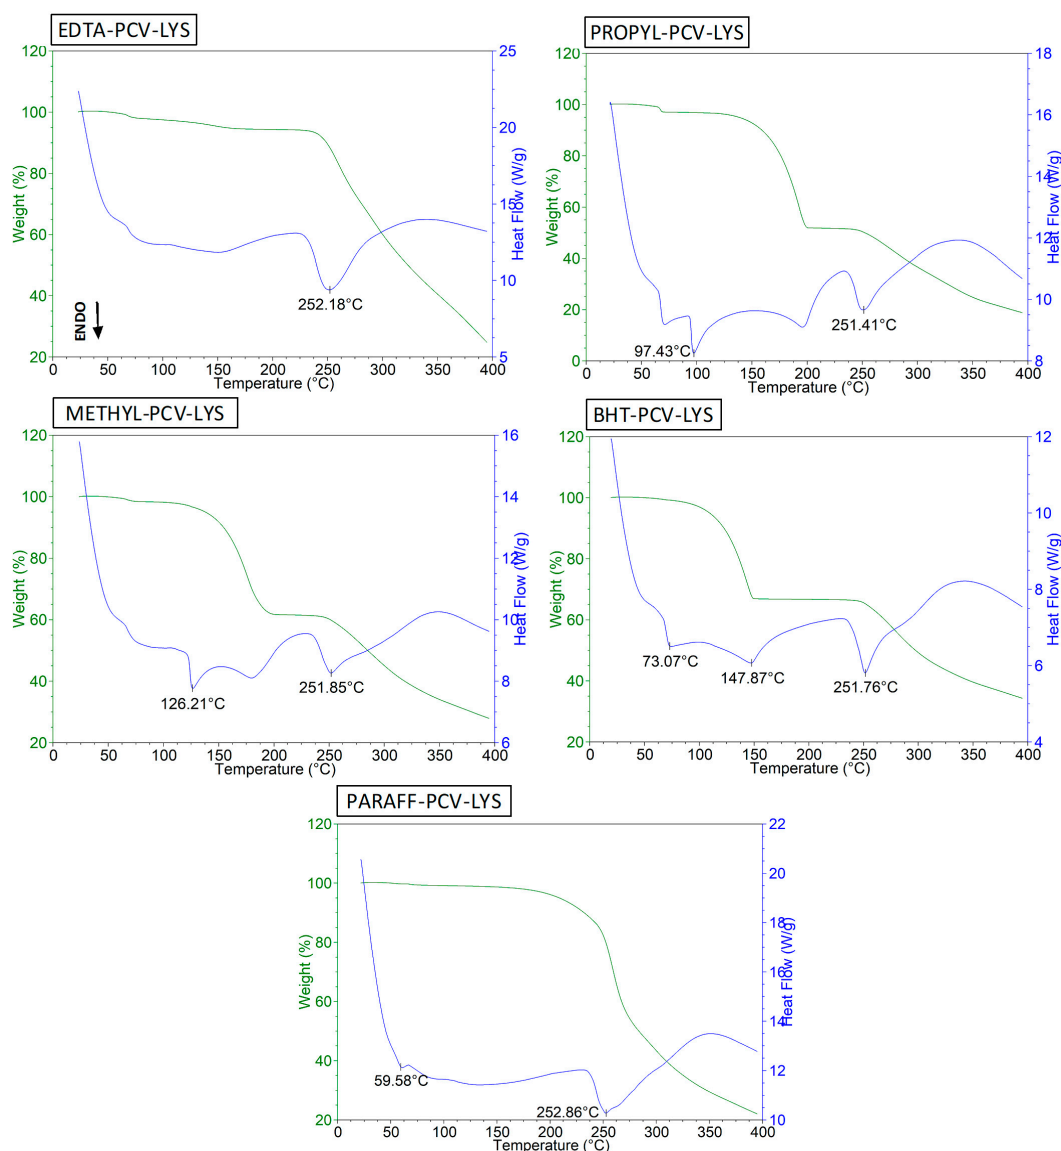 EDTA-PCV-LYS
120
100
80
60
40
20
Weight (%)
25
20
15
10
5
Heat Flow (W/g)
252.18°C
ENDO
0 50 100 150 200 250 300 350 400
Temperature (°C)
PROPYL-PCV-LYS
120
100
80
60
40
20
0
Weight (%)
18
16
14
12
10
8
Heat Flow (W/g)
97.43°C
251.41°C
0 50 100 150 200 250 300 350 400
Temperature (°C)
METHYL-PCV-LYS
120
100
80
60
40
20
Weight (%)
16
14
12
10
8
6
Heat Flow (W/g)
126.21°C
251.85°C
0 50 100 150 200 250 300 350 400
Temperature (°C)
BHT-PCV-LYS
120
100
80
60
40
20
Weight (%)
12
10
8
6
4
Heat Flow (W/g)
73.07°C
147.87°C
251.76°C
0 50 100 150 200 250 300 350 400
Temperature (°C)
PARAFF-PCV-LYS
120
100
80
60
40
20
Weight (%)
22
20
18
16
14
12
10
Heat Flow (W/g)
59.58°C
252.86°C
0 50 100 150 200 250 300 350 400
Temperature (°C)